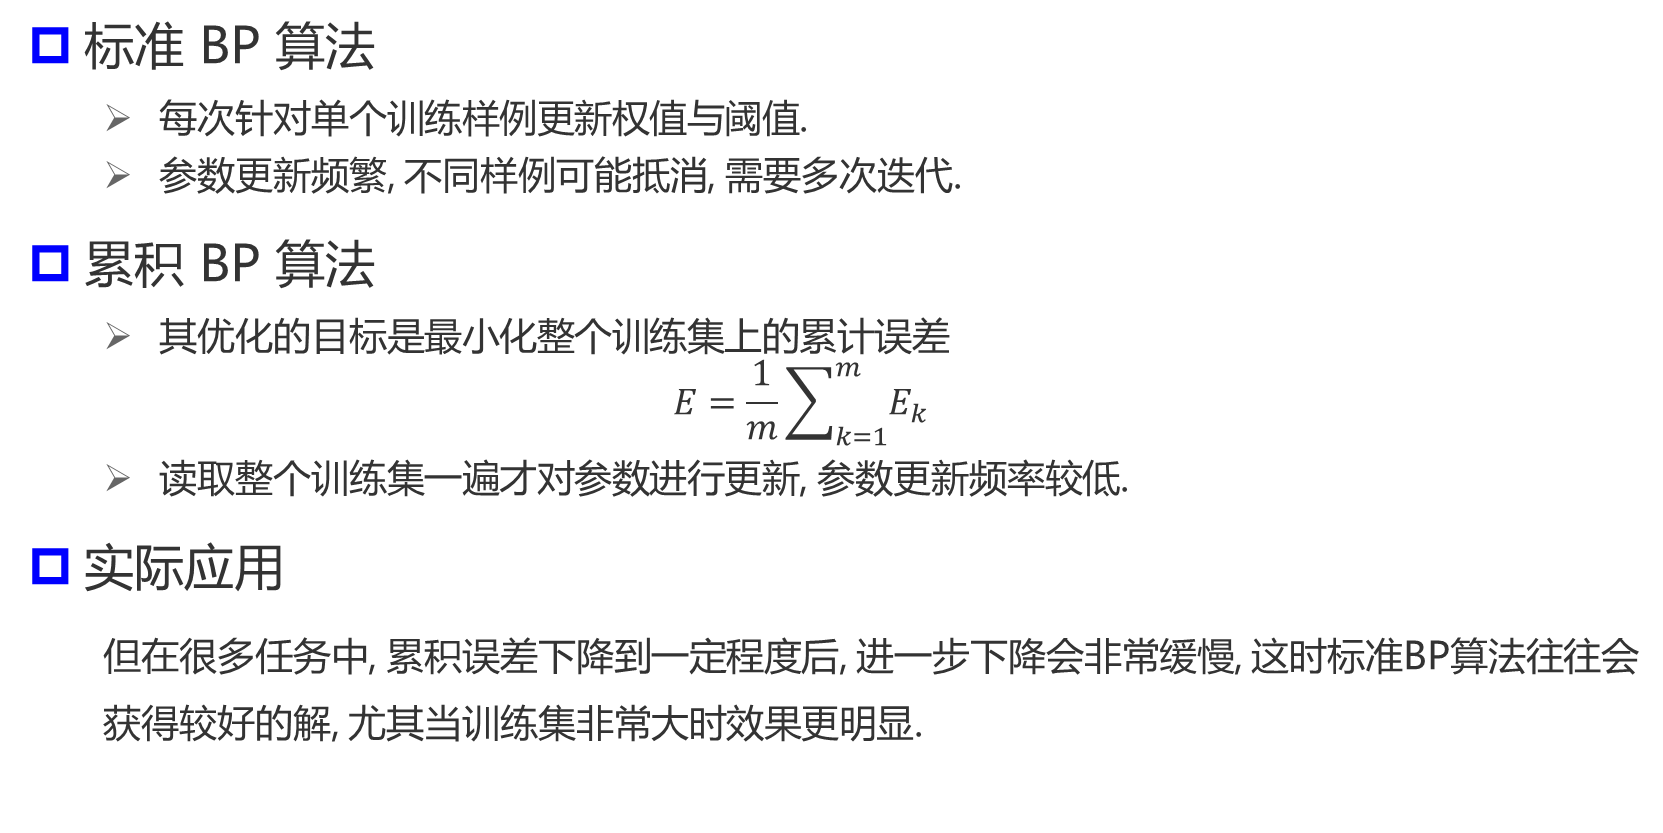 标准 BP 算法
每次针对单个训练样例更新权值与阈值.
参数更新频繁, 不同样例可能抵消, 需要多次迭代.
累积 BP 算法
其优化的目标是最小化整个训练集上的累计误差
E = \frac{1}{m} \sum_{k=1}^{m} E_k
读取整个训练集一遍才对参数进行更新, 参数更新频率较低.
实际应用
但在很多任务中, 累积误差下降到一定程度后, 进一步下降会非常缓慢, 这时标准BP算法往往会
获得较好的解, 尤其当训练集非常大时效果更明显.